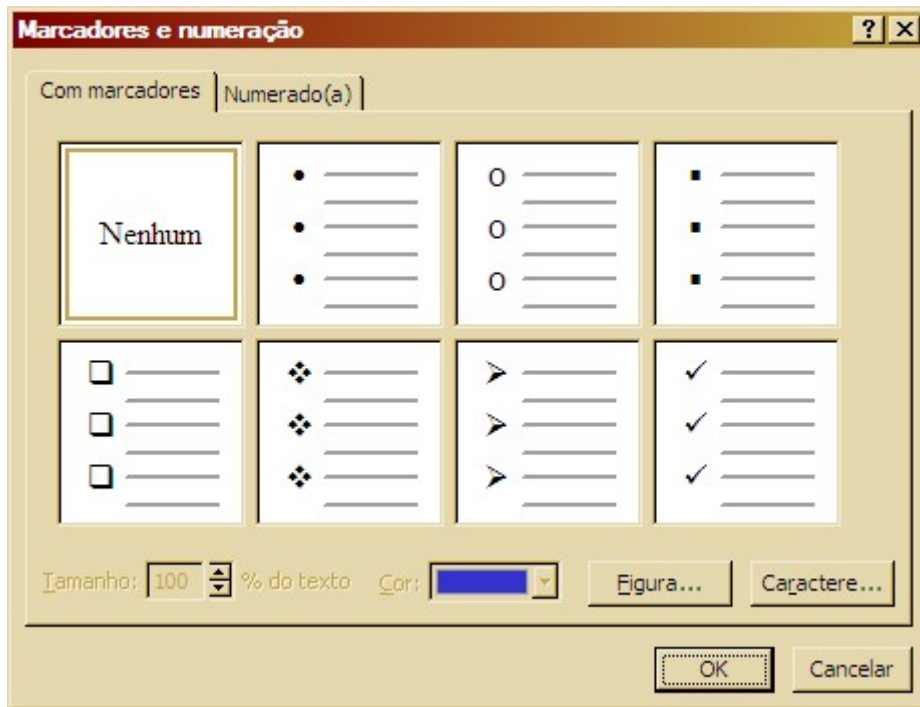 Marcadores e numeração
Com marcadores Numerado(a)
Nenhum
Tamanho: 100 % do texto Cor: Figura... Caractere...
OK Cancelar